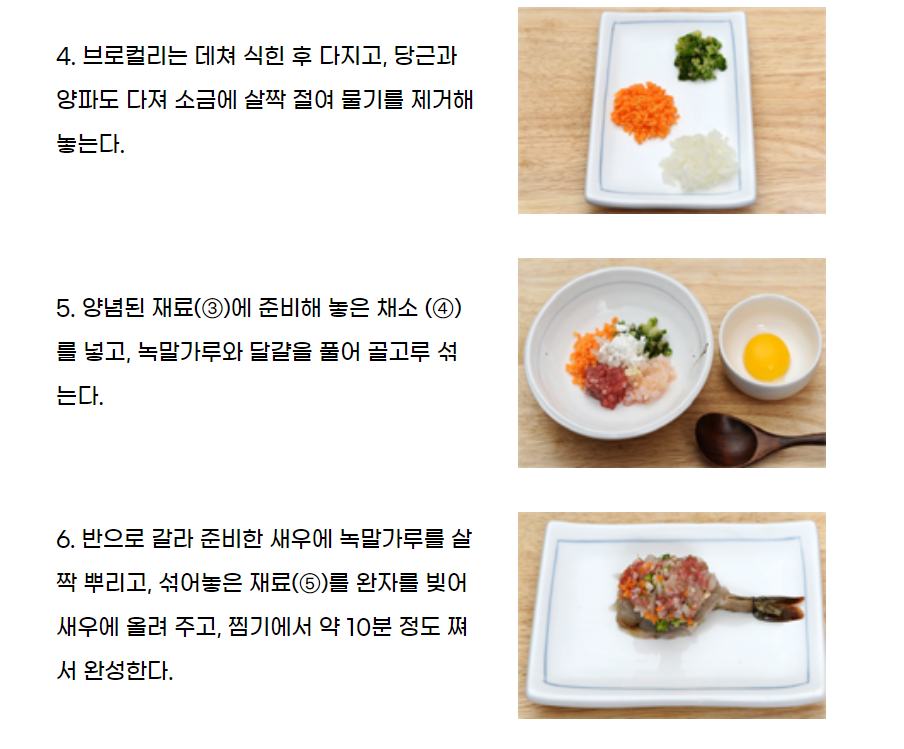 4. 브로컬리는 데쳐 식힌 후 다지고, 당근과
양파도 다져 소금에 살짝 절여 물기를 제거해
놓는다.
5. 양념된 재료(③)에 준비해 놓은 채소 (④)
를 넣고, 녹말가루와 달걀을 풀어 골고루 섞
는다.
6. 반으로 갈라 준비한 새우에 녹말가루를 살
짝 뿌리고, 섞어놓은 재료(⑤)를 완자를 빚어
새우에 올려 주고, 찜기에서 약 10분 정도 쪄
서 완성한다.